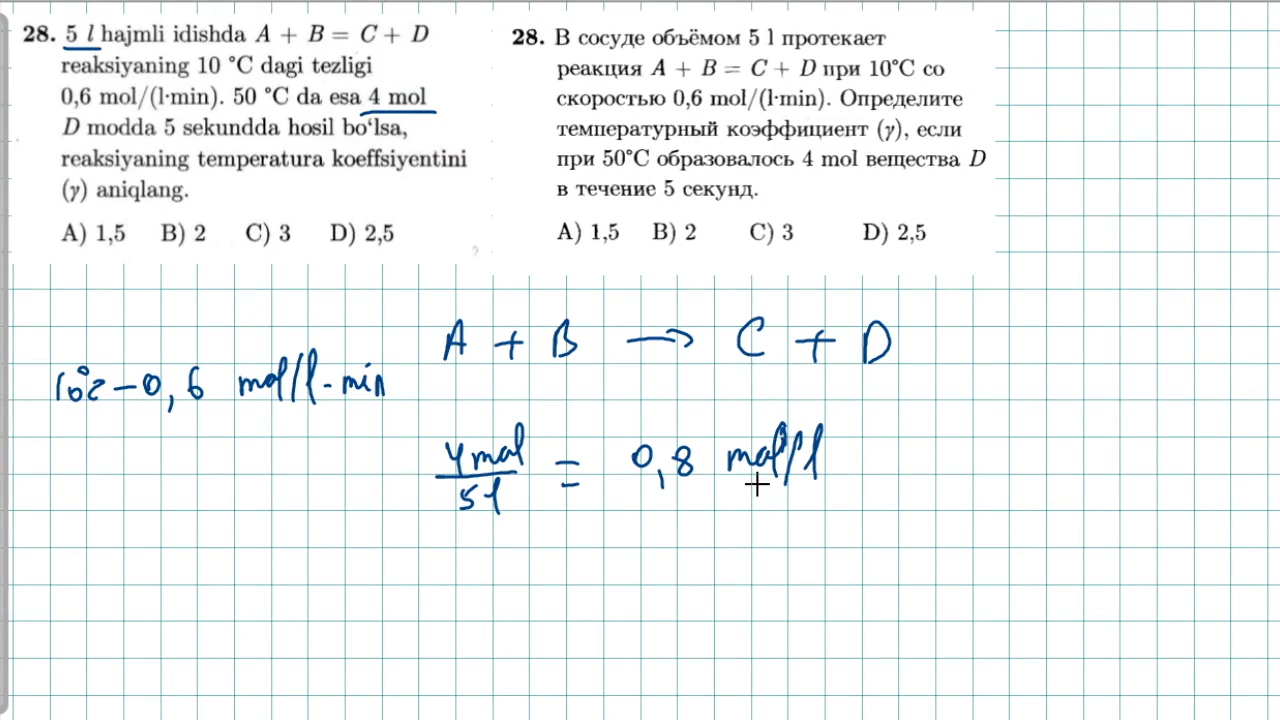 28. 5 l hajmli idishda A + B = C + D
reaksiyaning 10 °C dagi tezligi
0,6 mol/(l·min). 50 °C da esa 4 mol
D modda 5 sekundda hosil bo‘lsa,
reaksiyaning temperatura koeffsiyentini
(γ) aniqlang.
A) 1,5 B) 2 C) 3 D) 2,5
28. В сосуде объёмом 5 l протекает
реакция A + B = C + D при 10°C со
скоростью 0,6 mol/(l·min). Определите
температурный коэффициент (γ), если
при 50°C образовалось 4 mol вещества D
в течение 5 секунд.
A) 1,5 B) 2 C) 3 D) 2,5
A + B → C + D
10°C – 0,6 mol/l·min
4 mol
5 l
= 0,8 mol/l